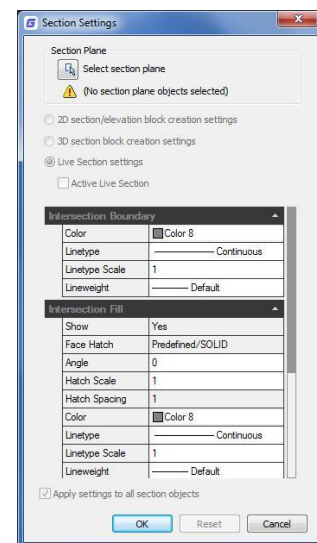 Section Settings
Section Plane
Select section plane
(No section plane objects selected)
2D section/elevation block creation settings
3D section block creation settings
Live Section settings
Active Live Section
Intersection Boundary
Color Color 8
Linetype Continuous
Linetype Scale 1
Lineweight Default
Intersection Fill
Show Yes
Face Hatch Predefined/SOLID
Angle 0
Hatch Scale 1
Hatch Spacing 1
Color Color 8
Linetype Continuous
Linetype Scale 1
Lineweight Default
Apply settings to all section objects
OK Reset Cancel